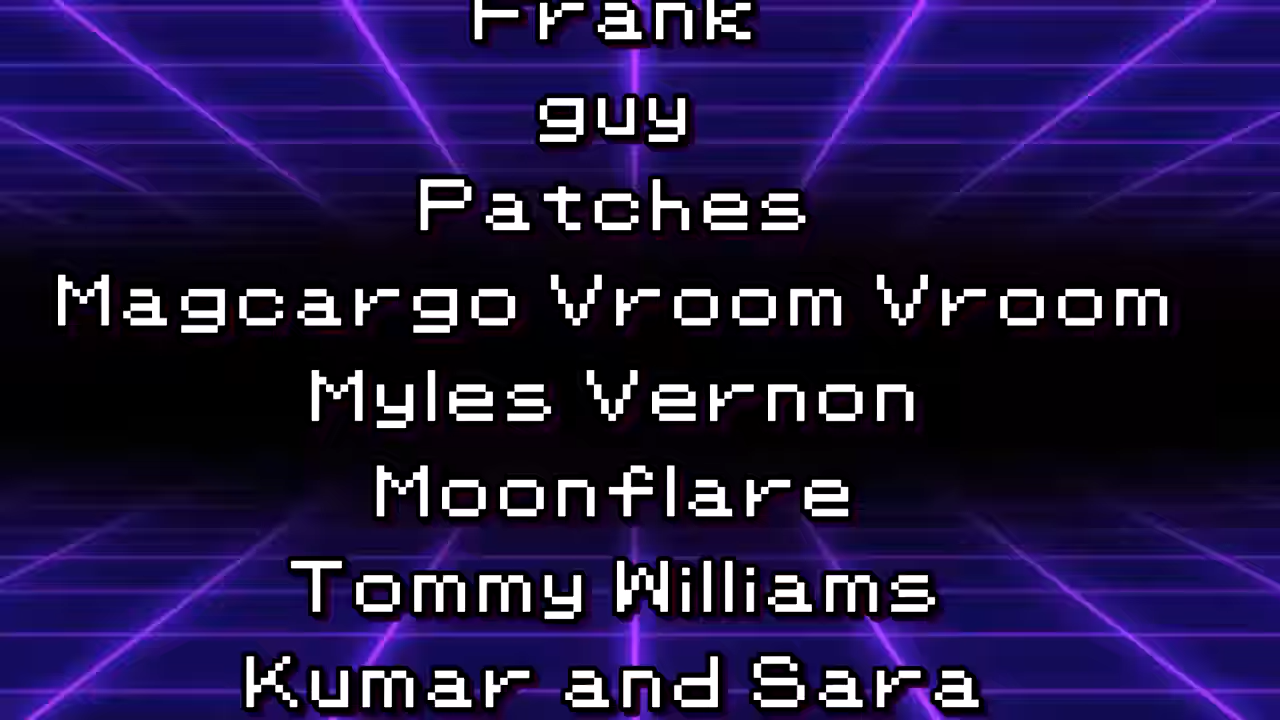 Frank
guy
Patches
Magcargo Vroom Vroom
Myles Vernon
Moonflare
Tommy Williams
Kumar and Sara